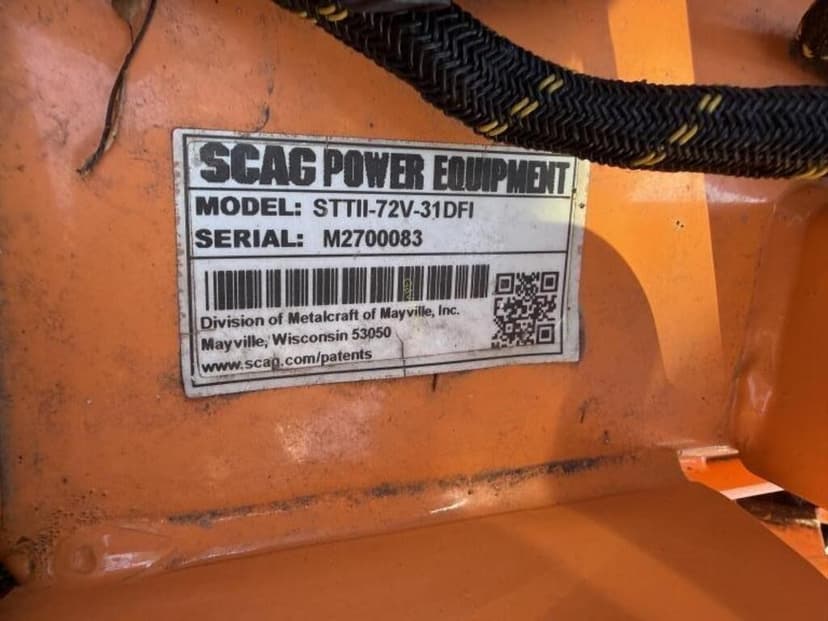 SCAG POWER EQUIPMENT
MODEL: STTII-72V-31DFI
SERIAL: M2700083
Division of Metalcraft of Mayville, Inc.
Mayville, Wisconsin 53050
www.scag.com/patents